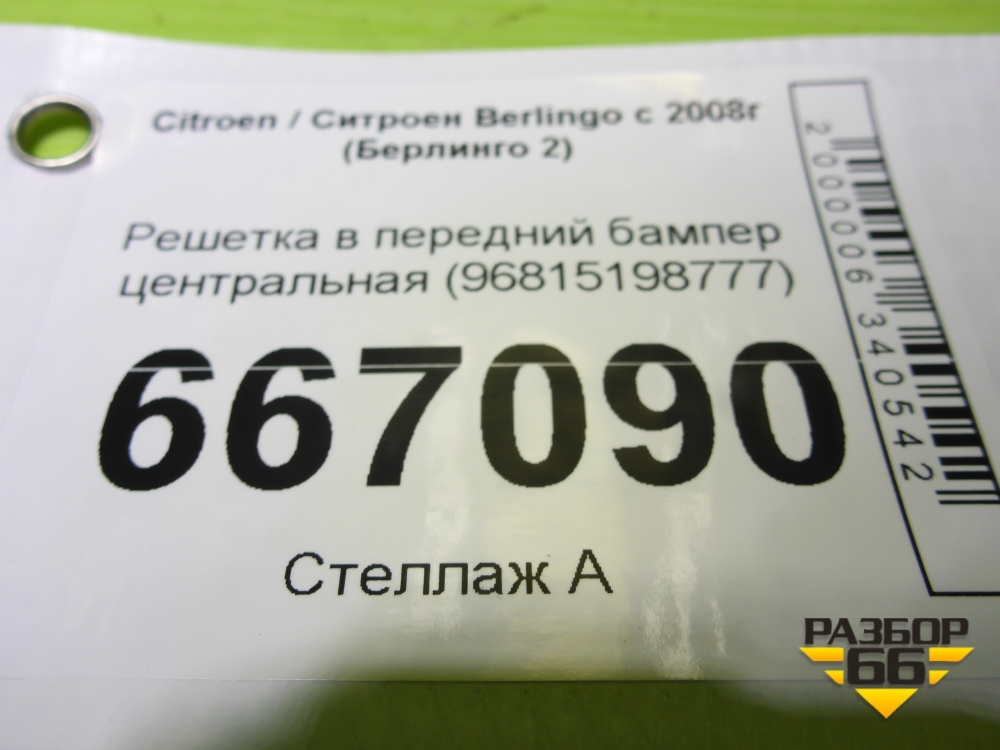 Citroen / Ситроен Berlingo с 2008г
(Берлинго 2)
Решетка в передний бампер
центральная (96815198777)
667090
Стеллаж А
2000006340542
РАЗБОР
66